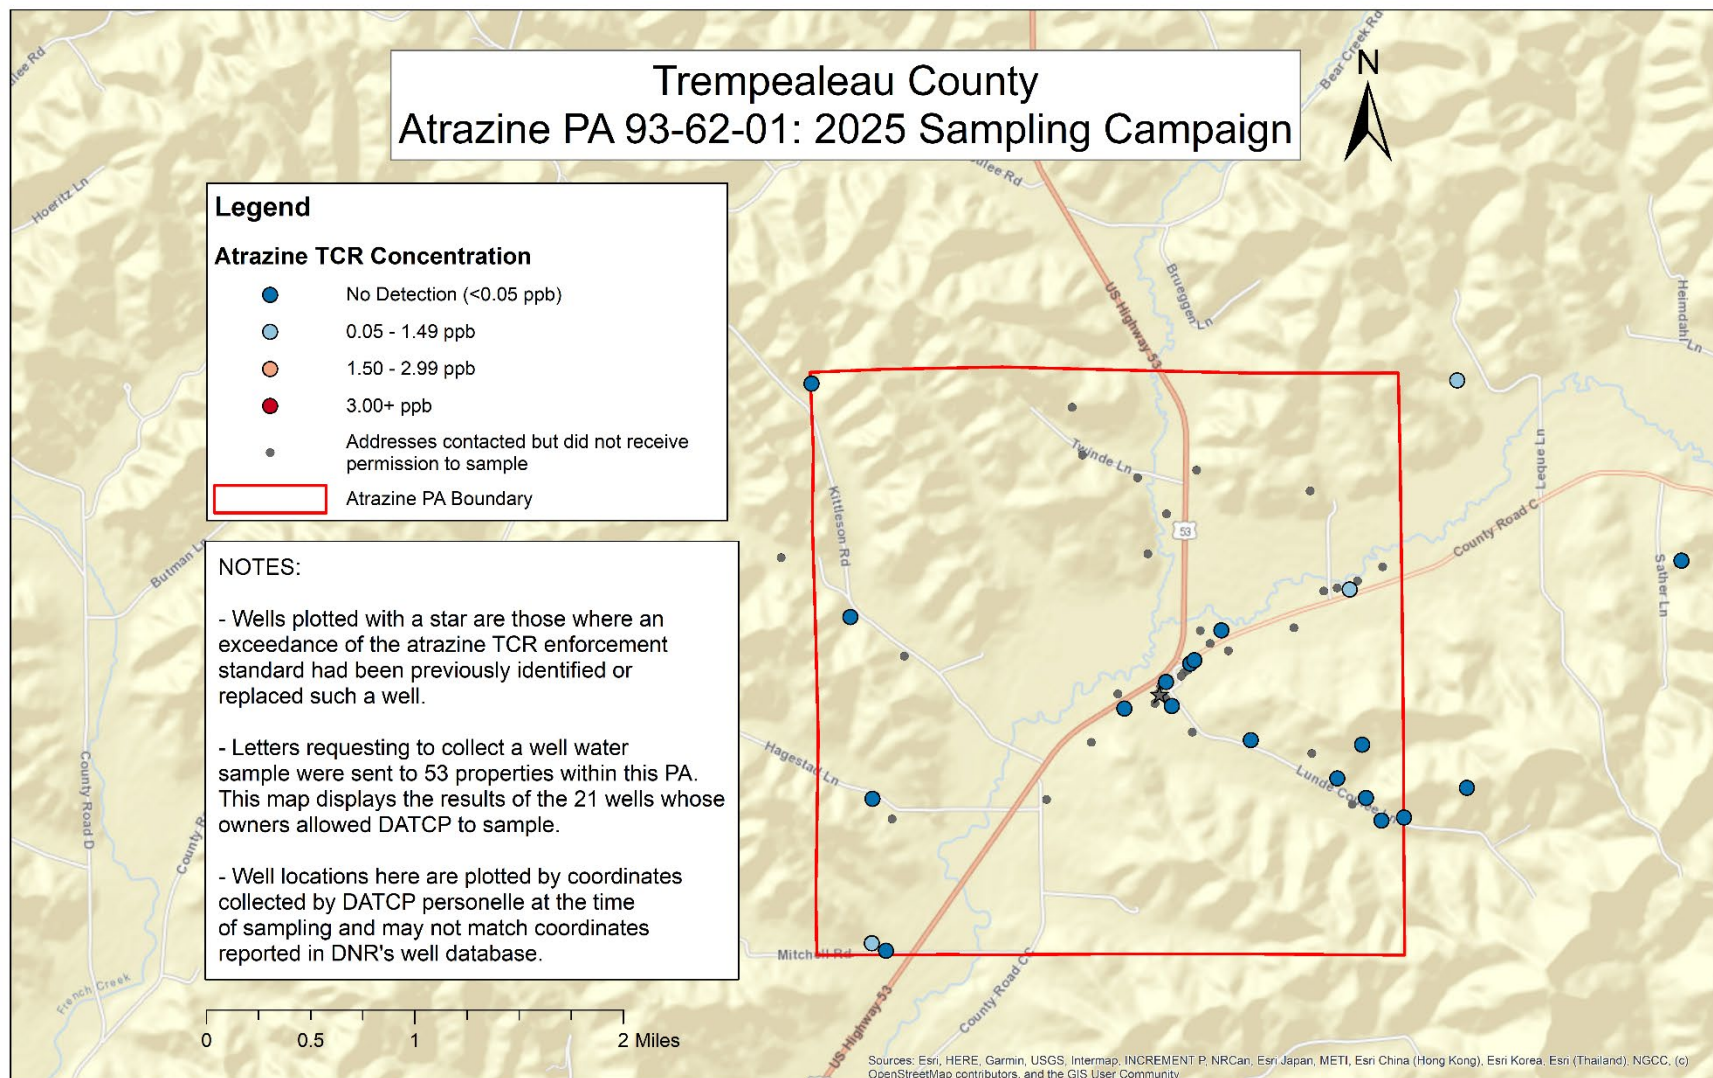 Trempealeau County
Atrazine PA 93-62-01: 2025 Sampling Campaign
N
Legend
Atrazine TCR Concentration
No Detection (<0.05 ppb)
0.05 - 1.49 ppb
1.50 - 2.99 ppb
3.00+ ppb
Addresses contacted but did not receive
permission to sample
Atrazine PA Boundary
NOTES:
- Wells plotted with a star are those where an
exceedance of the atrazine TCR enforcement
standard had been previously identified or
replaced such a well.
- Letters requesting to collect a well water
sample were sent to 53 properties within this PA.
This map displays the results of the 21 wells whose
owners allowed DATCP to sample.
- Well locations here are plotted by coordinates
collected by DATCP personelle at the time
of sampling and may not match coordinates
reported in DNR's well database.
0 0.5 1 2 Miles
Rd
Bear Creek Rd
Hoeritz Ln
Rd
Brueggen Ln
US Highway 53
Heimdahl Ln
Twinde Ln
Leque Ln
Kittleson Rd
53
County Road C
Butman Ln
Sather Ln
Hagestad Ln
Lunde Coulee Ln
County Road D
County R
Mitchell Rd
French Creek
US Highway 53
County Road CC
Sources: Esri, HERE, Garmin, USGS, Intermap, INCREMENT P, NRCan, Esri Japan, METI, Esri China (Hong Kong), Esri Korea, Esri (Thailand), NGCC, (c)
OpenStreetMap contributors, and the GIS User Community